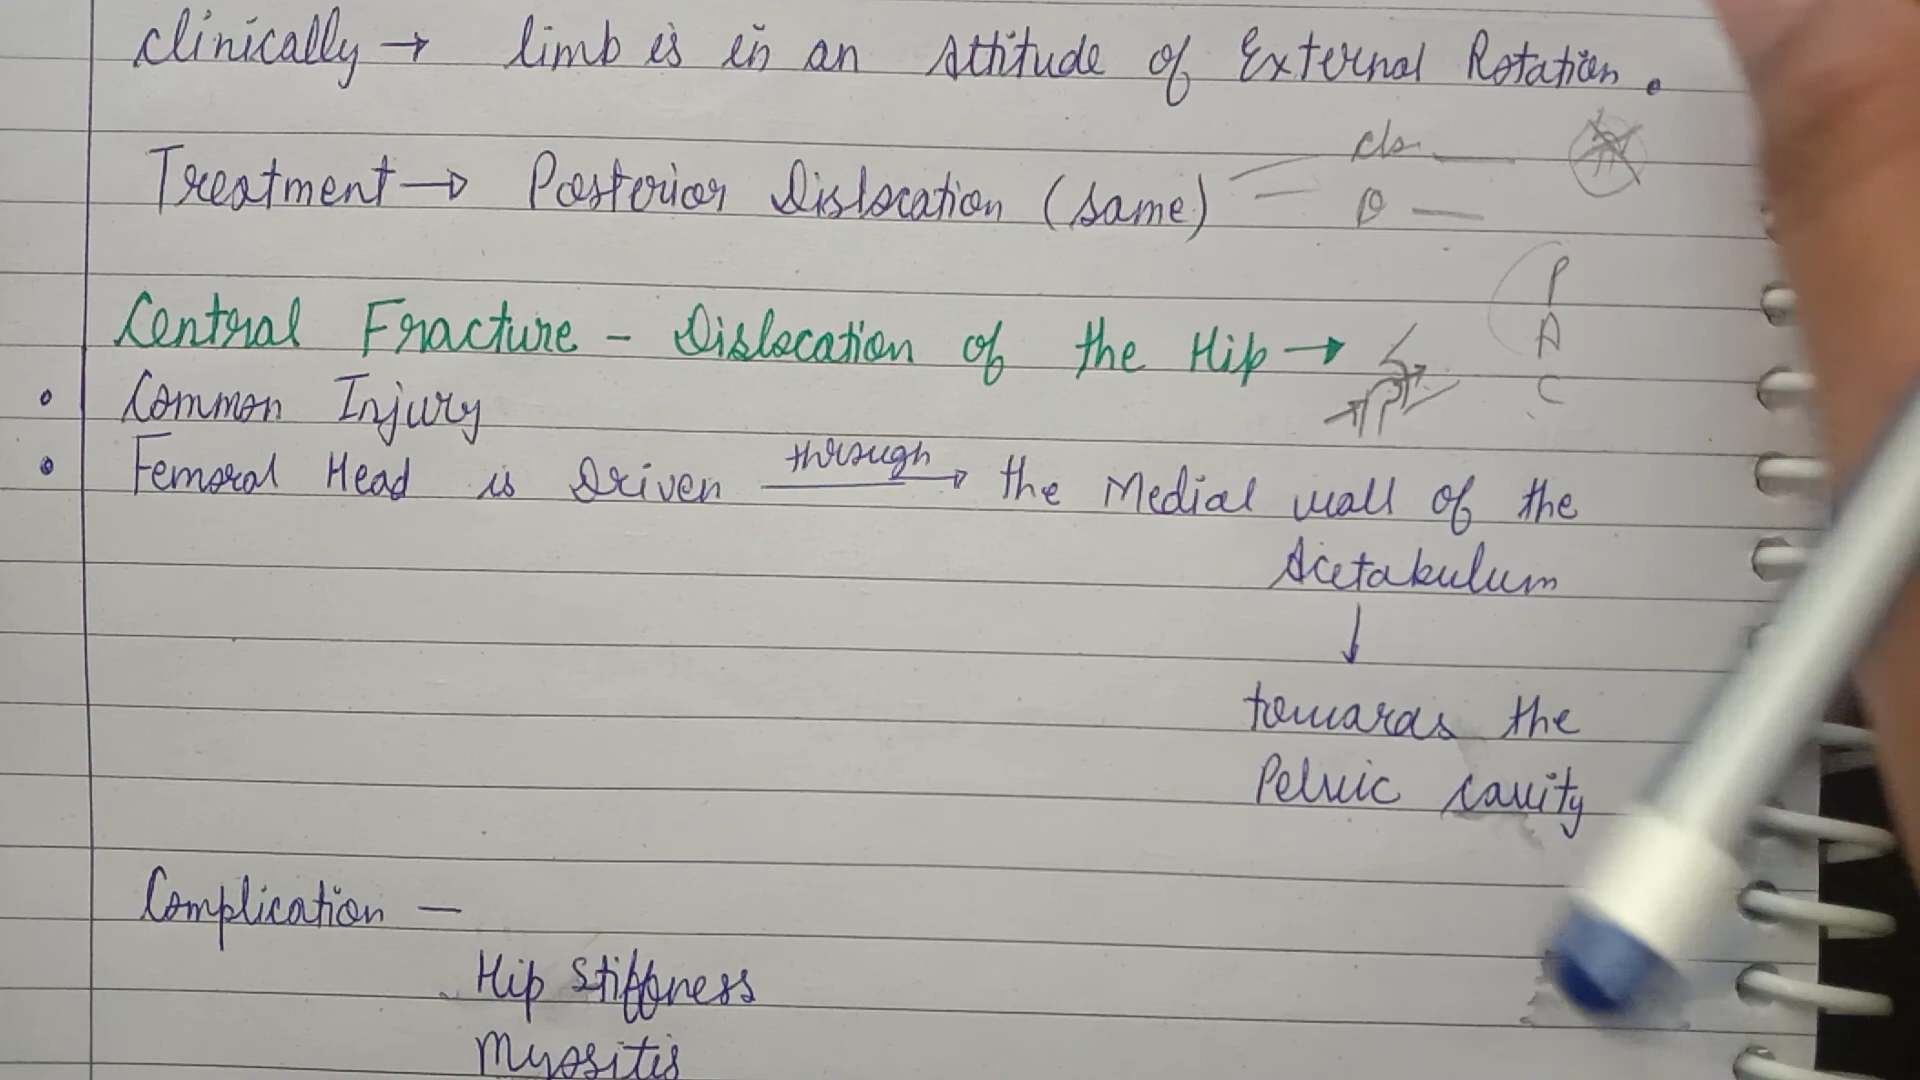 Clinically → limb is in an Attitude of External Rotation.
Treatment → Posterior Dislocation (same)
P
A
C
Central Fracture - Dislocation of the Hip →
Common Injury
Femoral Head is Driven through → the Medial wall of the
Acetabulum
↓
towards the
Pelvic cavity
Complication -
Hip Stiffness
Myositis